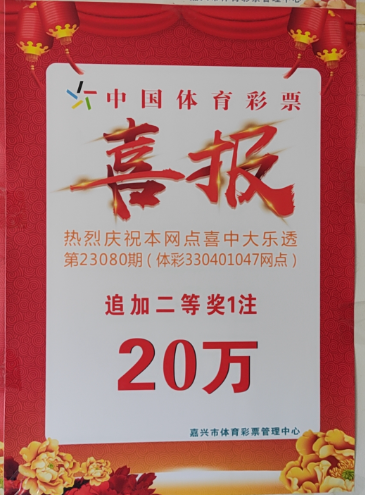 中国体育彩票
喜报
热烈庆祝本网点喜中大乐透
第23080期（体彩330401047网点）
追加二等奖1注
20万
嘉兴市体育彩票管理中心